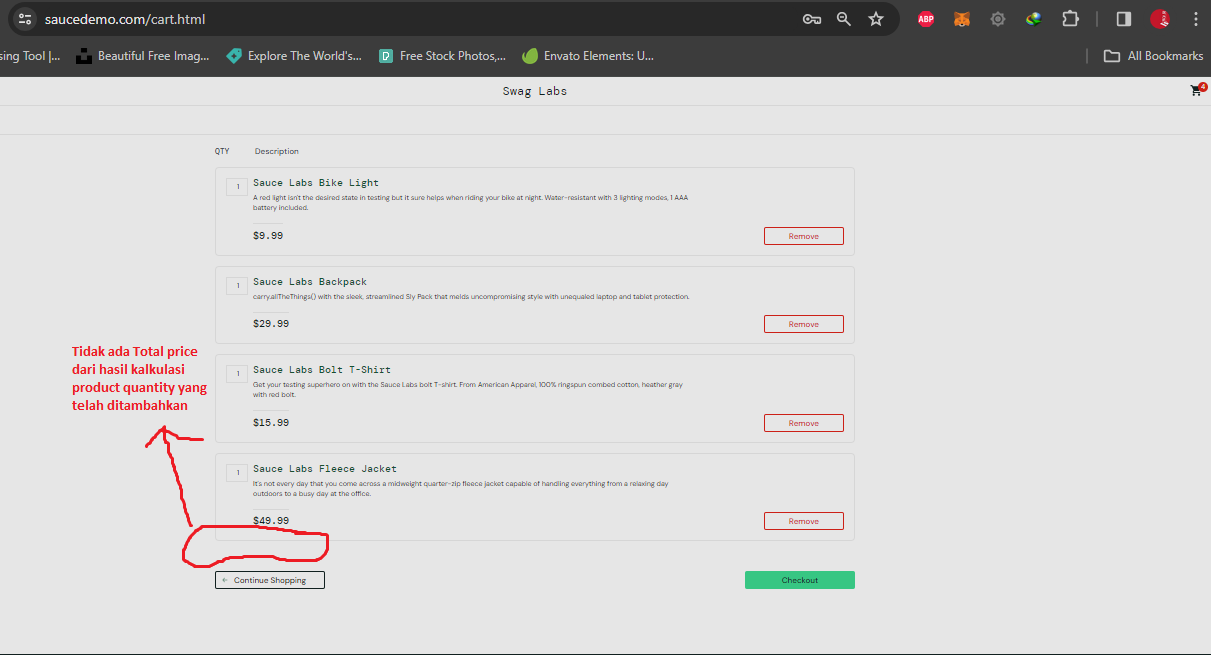 saucedemo.com/cart.html
ABP
sing Tool |...
Beautiful Free Imag...
Explore The World's...
Free Stock Photos,...
Envato Elements: U...
All Bookmarks
Swag Labs
4
QTY
Description
1
Sauce Labs Bike Light
A red light isn't the desired state in testing but it sure helps when riding your bike at night. Water-resistant with 3 lighting modes, 1 AAA
battery included.
$9.99
Remove
1
Sauce Labs Backpack
carry.allTheThings() with the sleek, streamlined Sly Pack that melds uncompromising style with unequaled laptop and tablet protection.
$29.99
Remove
Tidak ada Total price
dari hasil kalkulasi
product quantity yang
telah ditambahkan
1
Sauce Labs Bolt T-Shirt
Get your testing superhero on with the Sauce Labs bolt T-shirt. From American Apparel, 100% ringspun combed cotton, heather gray
with red bolt.
$15.99
Remove
1
Sauce Labs Fleece Jacket
It's not every day that you come across a midweight quarter-zip fleece jacket capable of handling everything from a relaxing day
outdoors to a busy day at the office.
$49.99
Remove
← Continue Shopping
Checkout